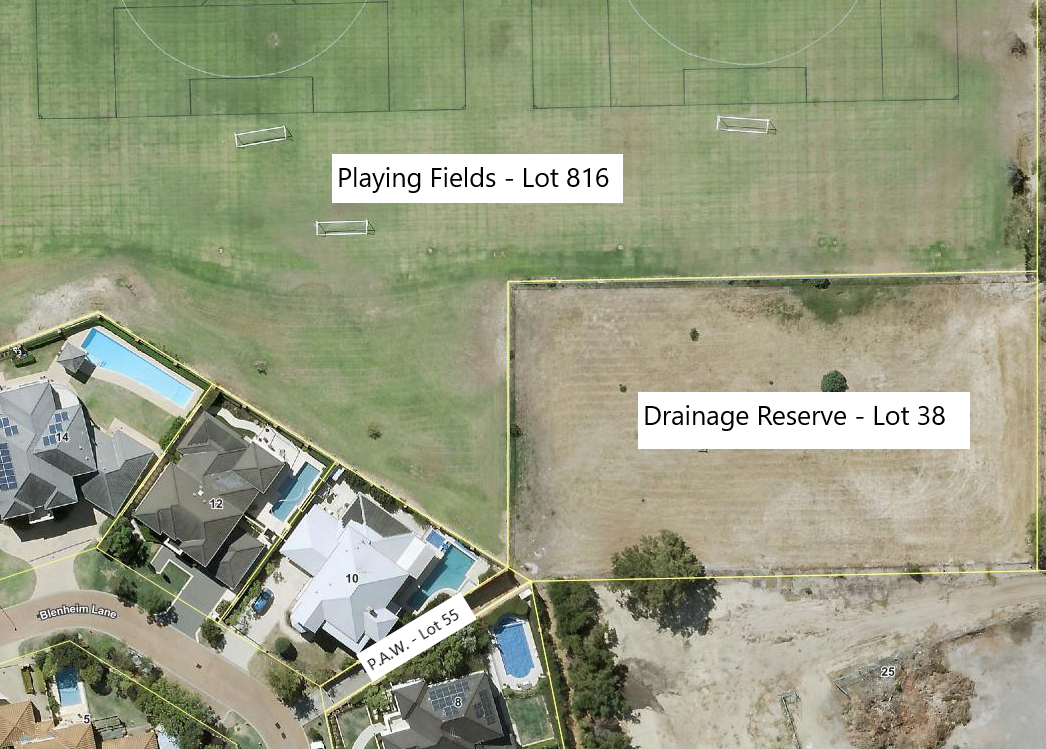 Playing Fields - Lot 816
Drainage Reserve - Lot 38
14
12
10
Blenheim Lane
P.A.W. - Lot 55
8
5
25